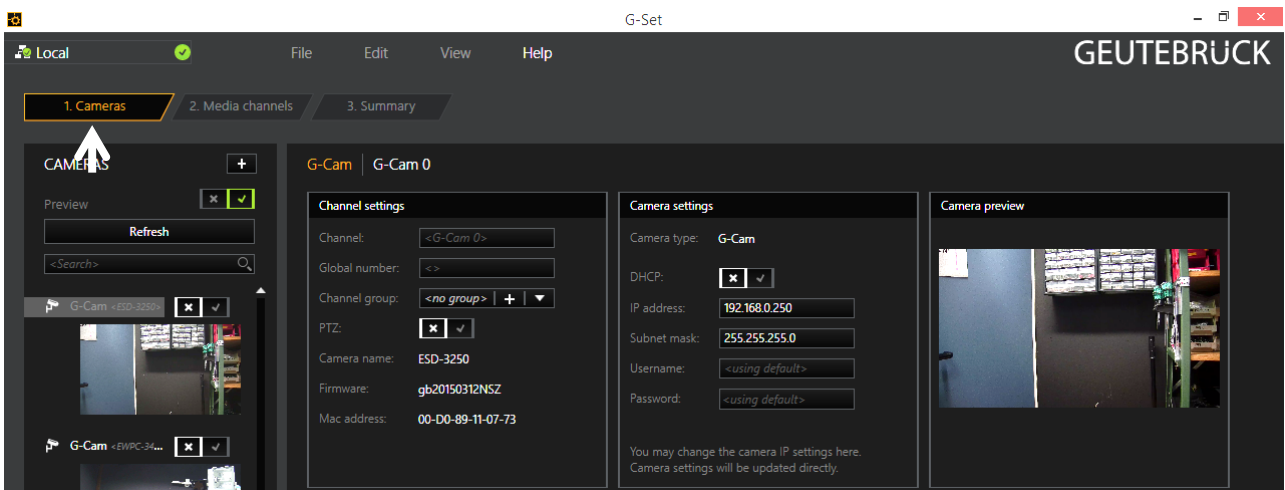 G-Set
Local
File Edit View Help
GEUTEBRÜCK
1. Cameras 2. Media channels 3. Summary
CAMERAS
G-Cam G-Cam 0
Preview
Refresh
<Search>
G-Cam <ESD-3250>
G-Cam <EWPC-34...
Channel settings
Channel: <G-Cam 0>
Global number: <>
Channel group: <no group>
PTZ:
Camera name: ESD-3250
Firmware: gb20150312NSZ
Mac address: 00-D0-89-11-07-73
Camera settings
Camera type: G-Cam
DHCP:
IP address: 192.168.0.250
Subnet mask: 255.255.255.0
Username: <using default>
Password: <using default>
You may change the camera IP settings here.
Camera settings will be updated directly.
Camera preview